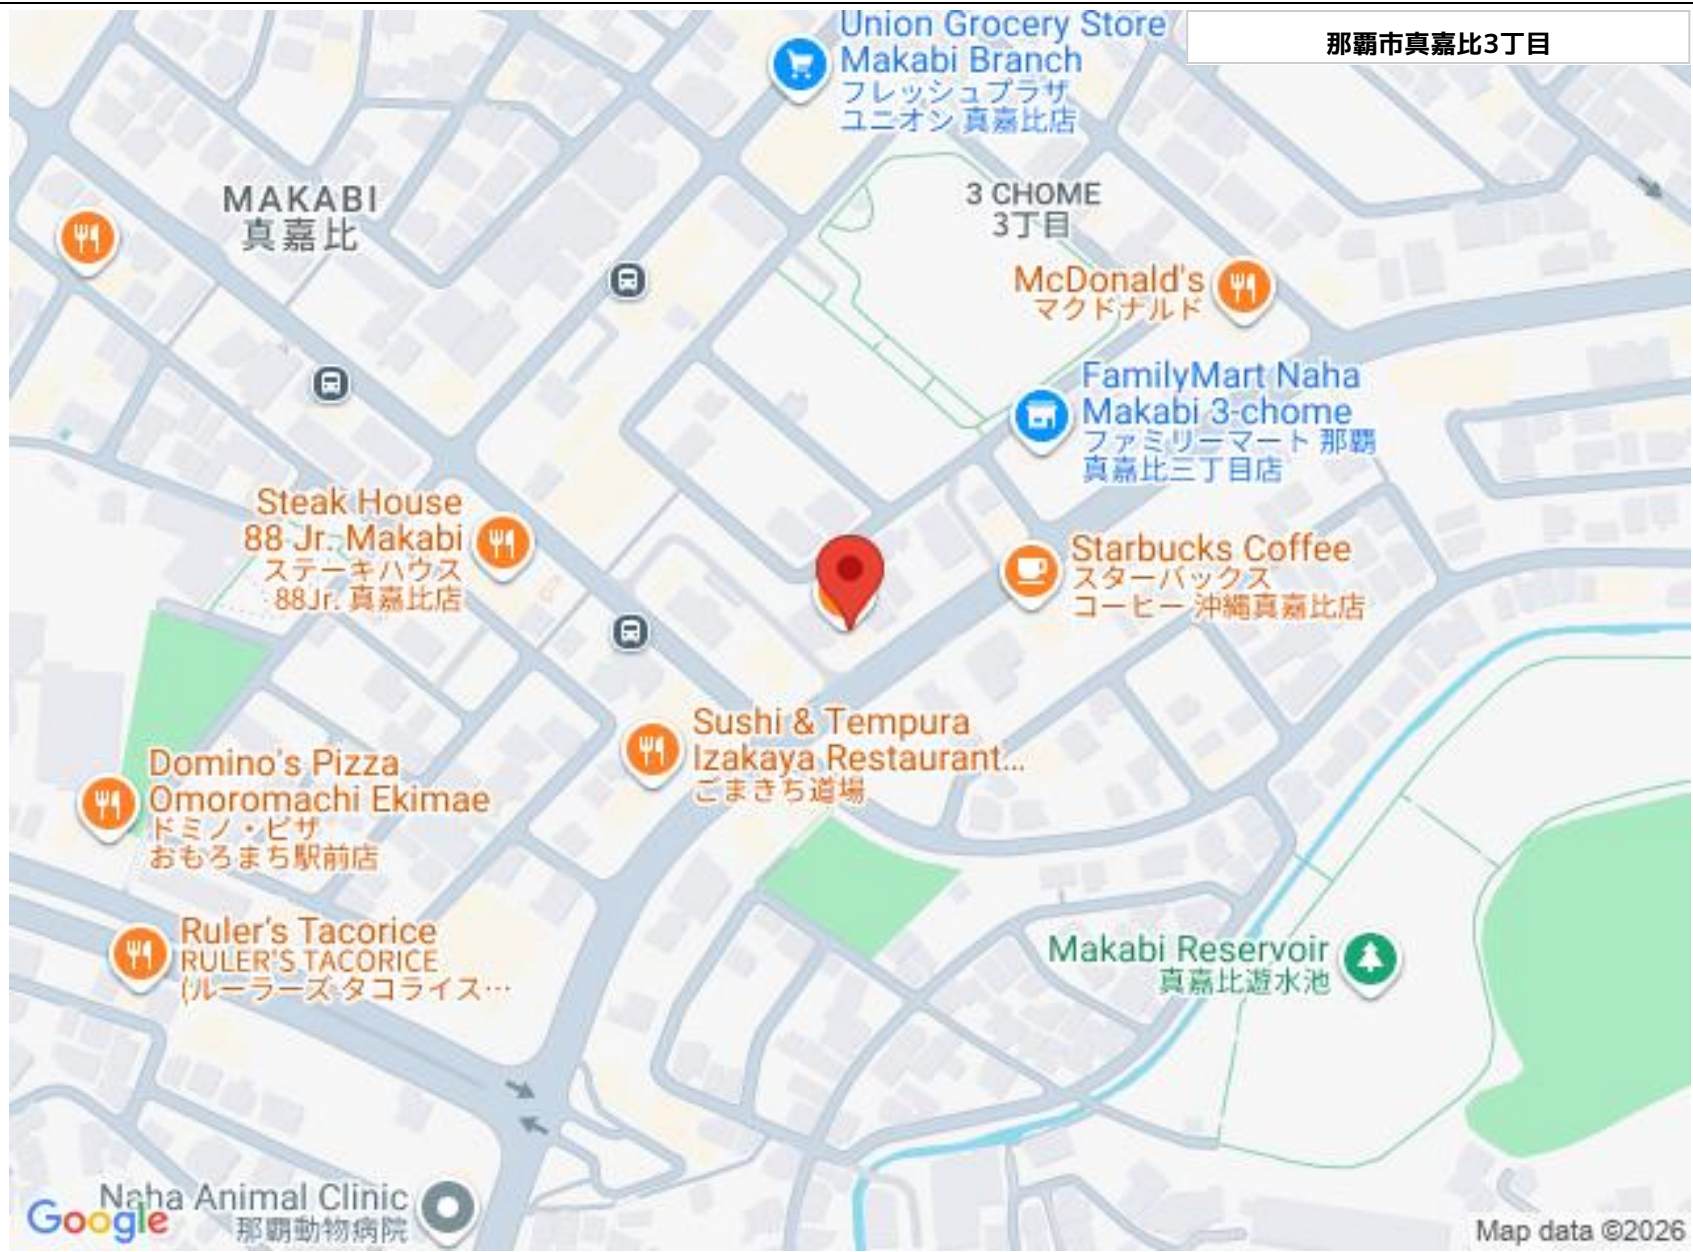 Union Grocery Store
Makabi Branch
フレッシュプラザ
ユニオン 真嘉比店
那覇市真嘉比3丁目
MAKABI
真嘉比
3 CHOME
3丁目
McDonald's
マクドナルド
FamilyMart Naha
Makabi 3-chome
ファミリーマート 那覇
真嘉比三丁目店
Steak House
88 Jr. Makabi
ステーキハウス
88Jr. 真嘉比店
Starbucks Coffee
スターバックス
コーヒー 沖縄真嘉比店
Sushi & Tempura
Izakaya Restaurant...
ごまきち道場
Domino's Pizza
Omoromachi Ekimae
ドミノ・ピザ
おもろまち駅前店
Ruler's Tacorice
RULER'S TACORICE
(ルーラーズ タコライス…
Makabi Reservoir
真嘉比遊水池
Naha Animal Clinic
那覇動物病院
Google
Map data ©2026